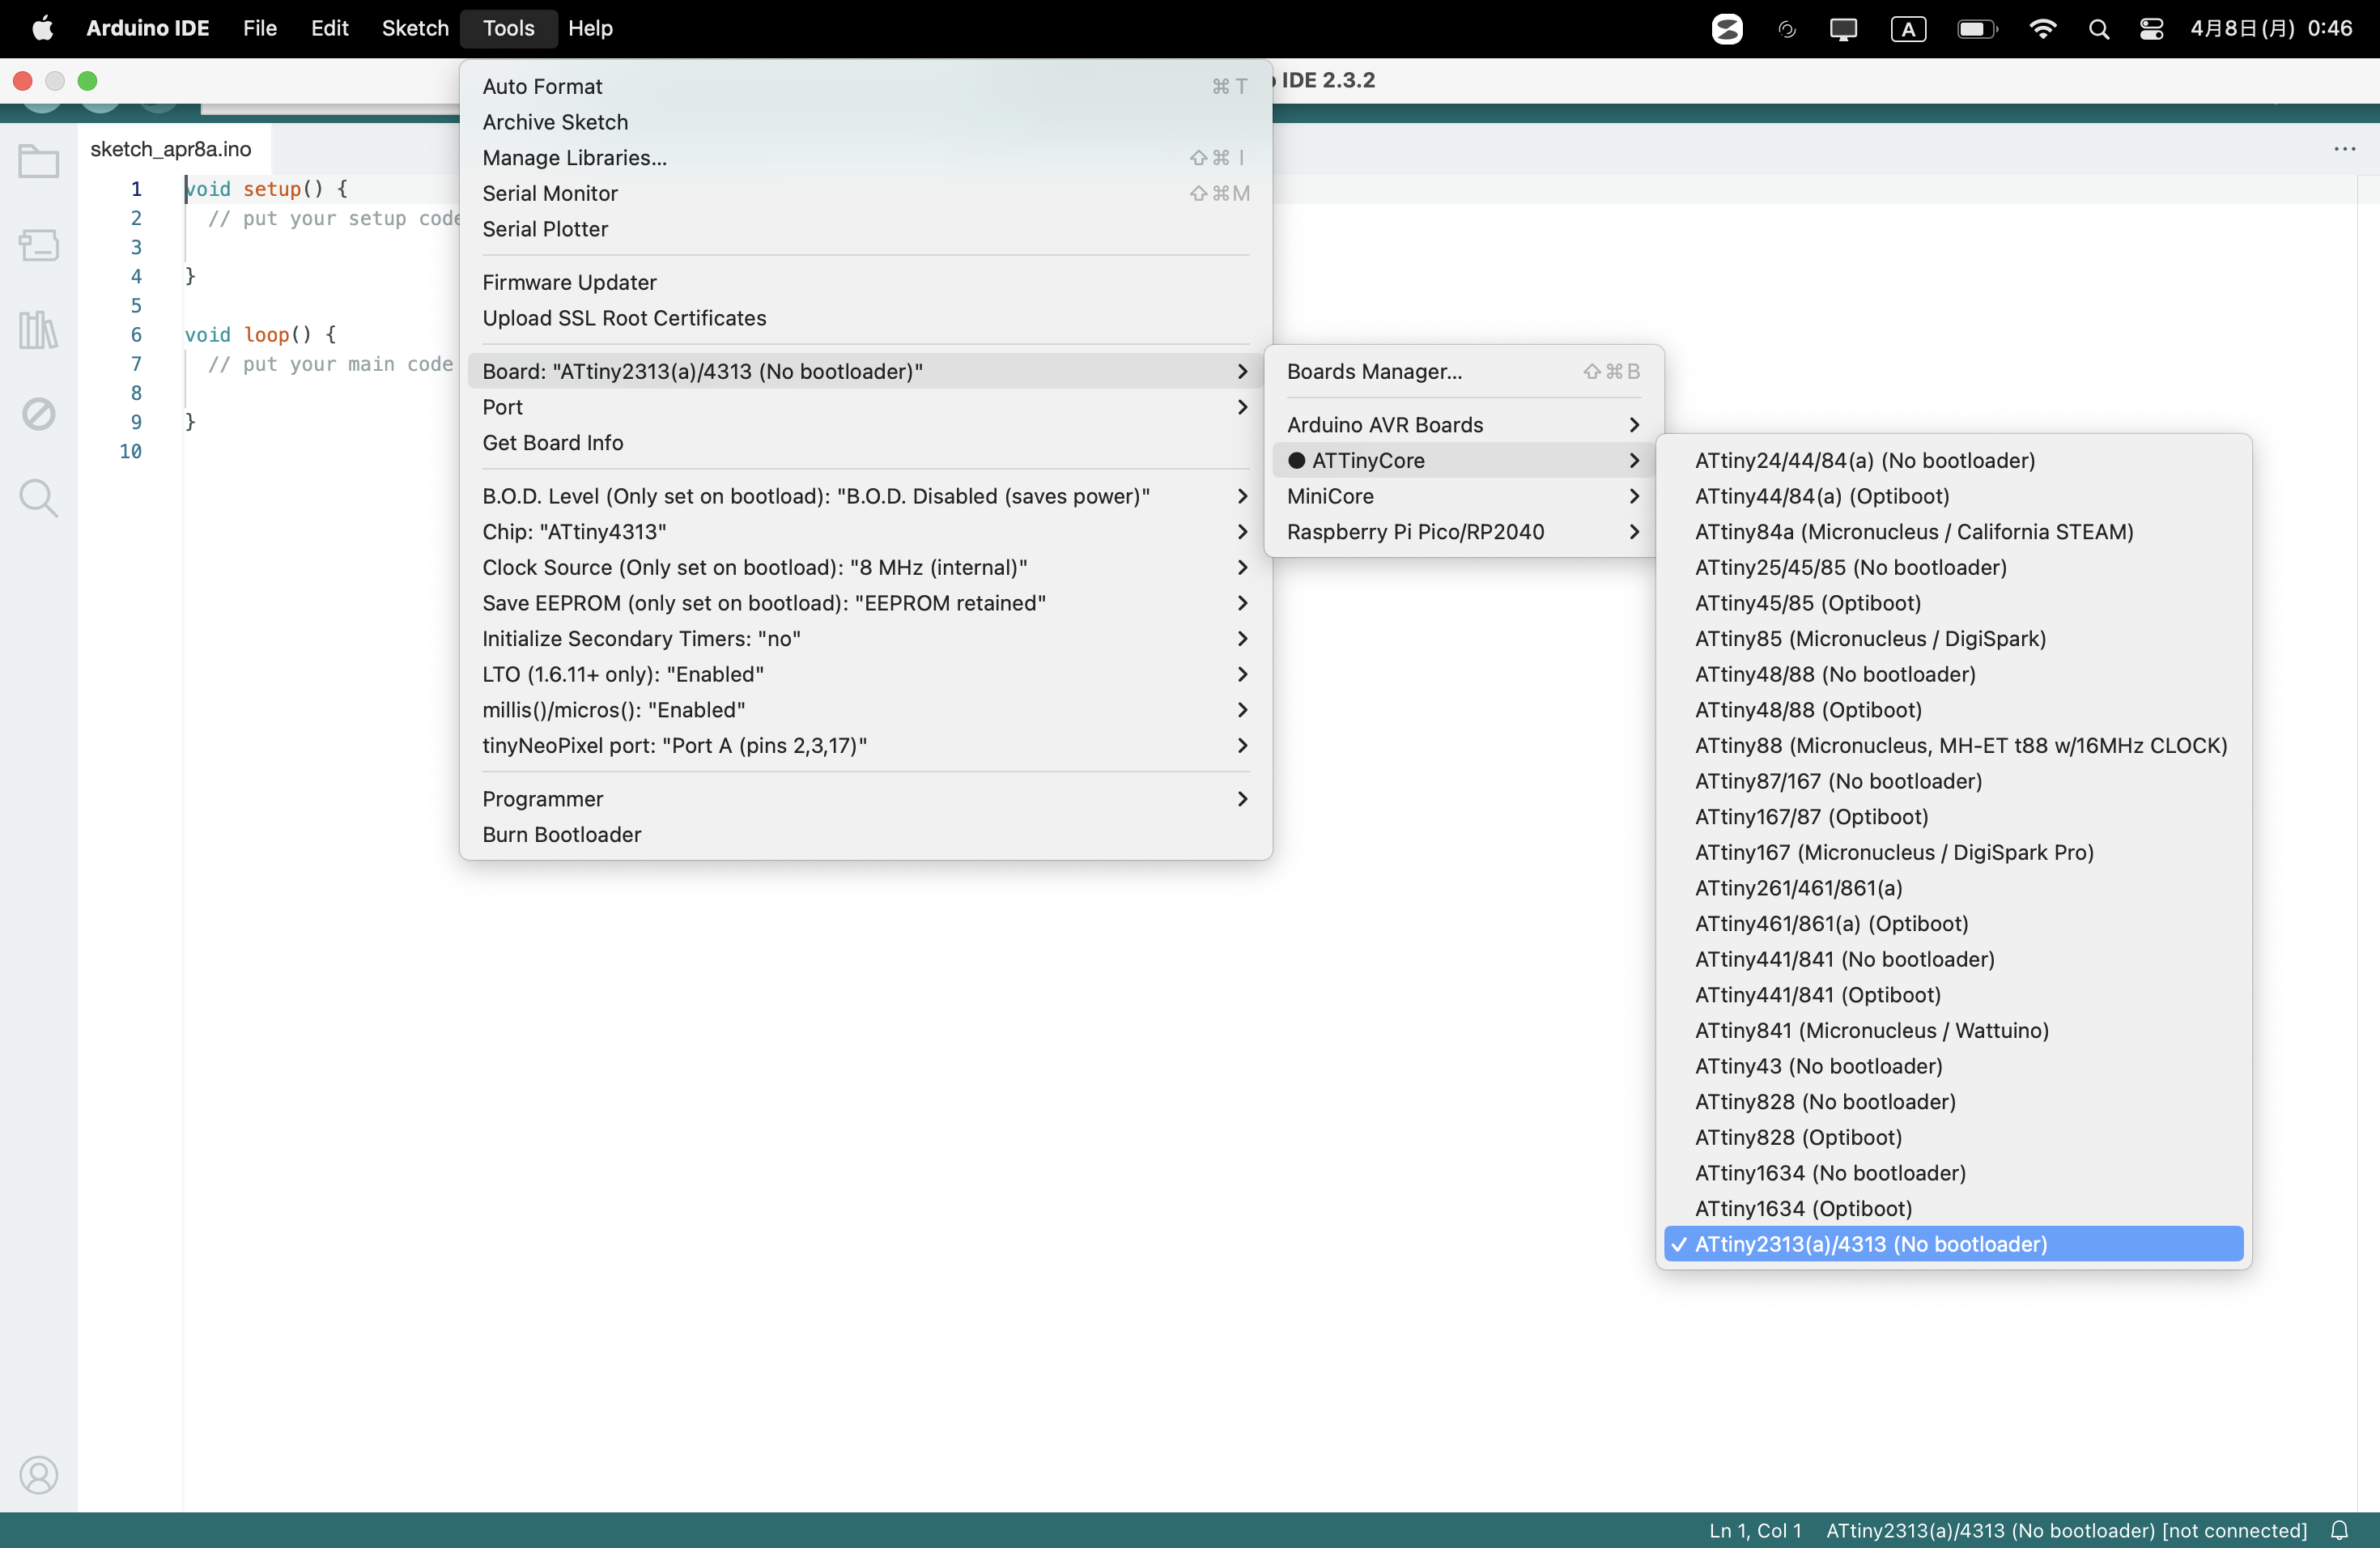 Arduino IDE File Edit Sketch Tools Help A 4月8日(月) 0:46
IDE 2.3.2
sketch_apr8a.ino
1 void setup() {
2 // put your setup code
3
4 }
5
6 void loop() {
7 // put your main code
8
9 }
10
Auto Format ⌘T
Archive Sketch
Manage Libraries... ⇧⌘I
Serial Monitor ⇧⌘M
Serial Plotter
Firmware Updater
Upload SSL Root Certificates
Board: "ATtiny2313(a)/4313 (No bootloader)"
Port
Get Board Info
B.O.D. Level (Only set on bootload): "B.O.D. Disabled (saves power)"
Chip: "ATtiny4313"
Clock Source (Only set on bootload): "8 MHz (internal)"
Save EEPROM (only set on bootload): "EEPROM retained"
Initialize Secondary Timers: "no"
LTO (1.6.11+ only): "Enabled"
millis()/micros(): "Enabled"
tinyNeoPixel port: "Port A (pins 2,3,17)"
Programmer
Burn Bootloader
Boards Manager... ⇧⌘B
Arduino AVR Boards
ATTinyCore
MiniCore
Raspberry Pi Pico/RP2040
ATtiny24/44/84(a) (No bootloader)
ATtiny44/84(a) (Optiboot)
ATtiny84a (Micronucleus / California STEAM)
ATtiny25/45/85 (No bootloader)
ATtiny45/85 (Optiboot)
ATtiny85 (Micronucleus / DigiSpark)
ATtiny48/88 (No bootloader)
ATtiny48/88 (Optiboot)
ATtiny88 (Micronucleus, MH-ET t88 w/16MHz CLOCK)
ATtiny87/167 (No bootloader)
ATtiny167/87 (Optiboot)
ATtiny167 (Micronucleus / DigiSpark Pro)
ATtiny261/461/861(a)
ATtiny461/861(a) (Optiboot)
ATtiny441/841 (No bootloader)
ATtiny441/841 (Optiboot)
ATtiny841 (Micronucleus / Wattuino)
ATtiny43 (No bootloader)
ATtiny828 (No bootloader)
ATtiny828 (Optiboot)
ATtiny1634 (No bootloader)
ATtiny1634 (Optiboot)
✓ ATtiny2313(a)/4313 (No bootloader)
Ln 1, Col 1 ATtiny2313(a)/4313 (No bootloader) [not connected]